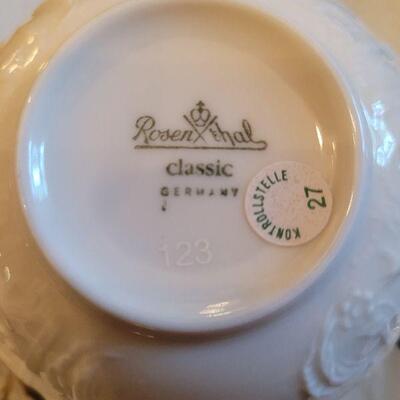 Rosenthal
classic
GERMANY
123
KONTROLLSTELLE
27